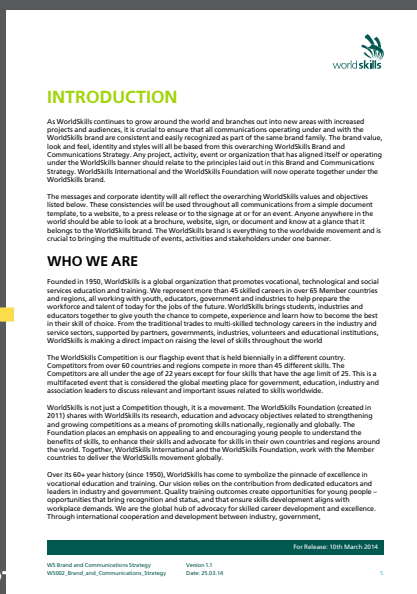 worldskills
INTRODUCTION
As WorldSkills continues to grow around the world and branches out into new areas with increased
projects and audiences, it is crucial to ensure that all communications operating under and with the
WorldSkills brand are consistent and easily recognized as part of the same brand family. The brand value,
look and feel, identity and styles will all be based from this overarching WorldSkills Brand and
Communications Strategy. Any project, activity, event or organization that has aligned itself or operating
under the WorldSkills banner should relate to the principles laid out in this Brand and Communications
Strategy. WorldSkills International and the WorldSkills Foundation will now operate together under the
WorldSkills brand.
The messages and corporate identity will all reflect the overarching WorldSkills values and objectives
listed below. These consistencies will be used throughout all communications from a simple document
template, to a website, to a press release or to the signage at or for an event. Anyone anywhere in the
world should be able to look at a brochure, website, sign, or document and know at a glance that it
belongs to the WorldSkills brand. The WorldSkills brand is everything to the worldwide movement and is
crucial to bringing the multitude of events, activities and stakeholders under one banner.
WHO WE ARE
Founded in 1950, WorldSkills is a global organization that promotes vocational, technological and social
services education and training. We represent more than 45 skilled careers in over 65 Member countries
and regions, all working with youth, educators, government and industries to help prepare the
workforce and talent of today for the jobs of the future. WorldSkills brings students, industries and
educators together to give youth the chance to compete, experience and learn how to become the best
in their skill of choice. From the traditional trades to multi-skilled technology careers in the industry and
service sectors, supported by partners, governments, industries, volunteers and educational institutions,
WorldSkills is making a direct impact on raising the level of skills throughout the world
The WorldSkills Competition is our flagship event that is held biennially in a different country.
Competitors from over 60 countries and regions compete in more than 45 different skills. The
Competitors are all under the age of 22 years except for four skills that have the age limit of 25. This is a
multifaceted event that is considered the global meeting place for government, education, industry and
association leaders to discuss relevant and important issues related to skills worldwide.
WorldSkills is not just a Competition though, it is a movement. The WorldSkills Foundation (created in
2011) shares with WorldSkills its research, education and advocacy objectives related to strengthening
and growing competitions as a means of promoting skills nationally, regionally and globally. The
Foundation places an emphasis on appealing to and encouraging young people to understand the
benefits of skills, to enhance their skills and advocate for skills in their own countries and regions around
the world. Together, WorldSkills International and the WorldSkills Foundation, work with the Member
countries to deliver the WorldSkills movement globally.
Over its 60+ year history (since 1950), WorldSkills has come to symbolize the pinnacle of excellence in
vocational education and training. Our vision relies on the contribution from dedicated educators and
leaders in industry and government. Quality training outcomes create opportunities for young people –
opportunities that bring recognition and status, and that ensure skills development aligns with
workplace demands. We are the global hub of advocacy for skilled career development and excellence.
Through international cooperation and development between industry, government,
For Release: 10th March 2014
WS Brand and Communications Strategy Version 1.1
WS002_Brand_and_Communications_Strategy Date: 25.03.14 5